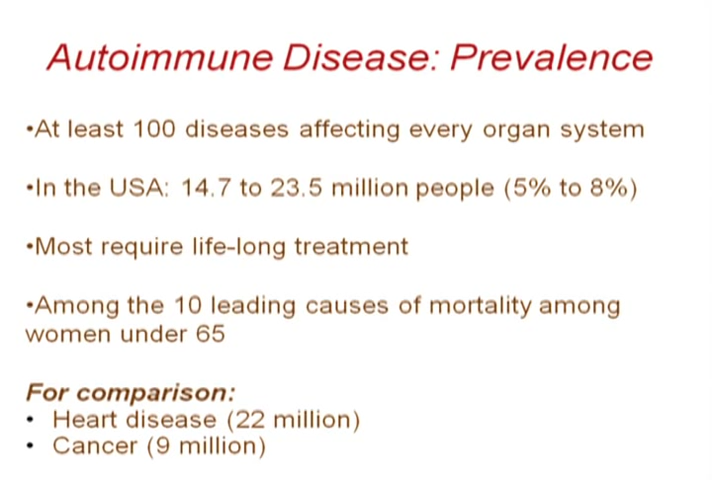 Autoimmune Disease: Prevalence
•At least 100 diseases affecting every organ system
•In the USA: 14.7 to 23.5 million people (5% to 8%)
•Most require life-long treatment
•Among the 10 leading causes of mortality among
women under 65
For comparison:
• Heart disease (22 million)
• Cancer (9 million)